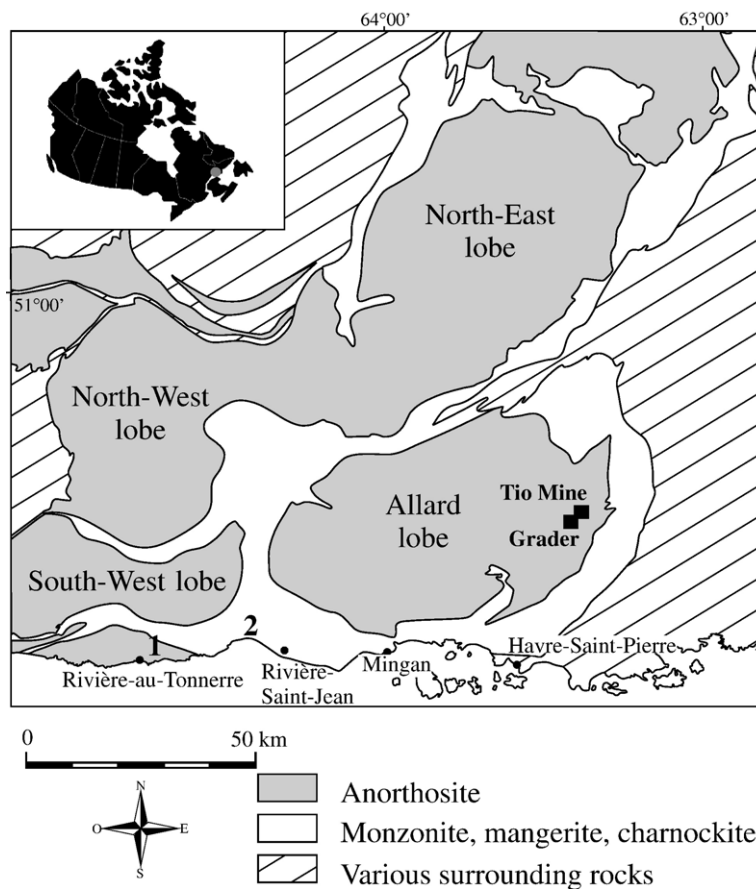 64°00'
63°00'
North-East
lobe
51°00'
North-West
lobe
Allard
lobe
Tio Mine
Grader
South-West lobe
1
2
Rivière-au-Tonnerre
Rivière-
Saint-Jean
Mingan
Havre-Saint-Pierre
0
50 km
N
O
E
S
Anorthosite
Monzonite, mangerite, charnockite
Various surrounding rocks